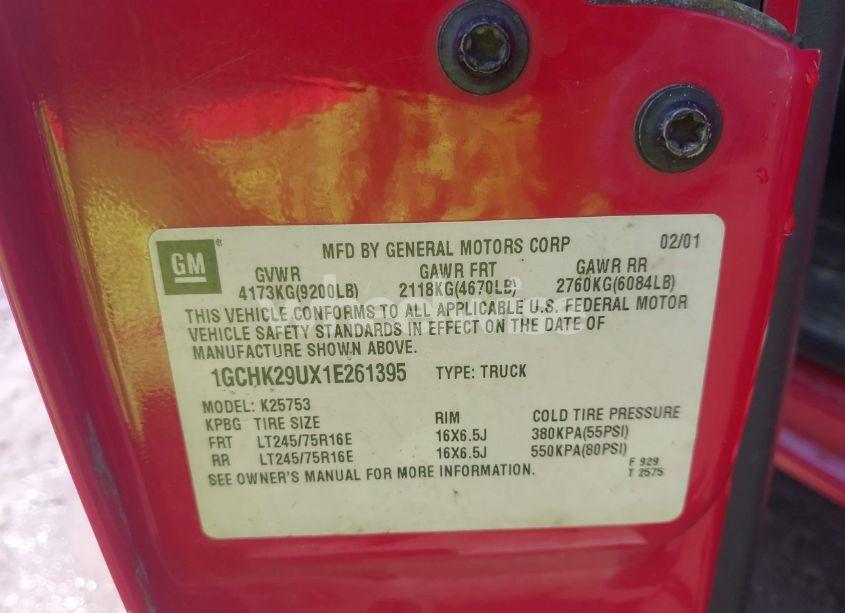 GM
MFD BY GENERAL MOTORS CORP 02/01
GVWR GAWR FRT GAWR RR
4173KG(9200LB) 2118KG(4670LB) 2760KG(6084LB)
THIS VEHICLE CONFORMS TO ALL APPLICABLE U.S. FEDERAL MOTOR
VEHICLE SAFETY STANDARDS IN EFFECT ON THE DATE OF
MANUFACTURE SHOWN ABOVE.
1GCHK29UX1E261395 TYPE: TRUCK
MODEL: K25753
KPBG TIRE SIZE RIM COLD TIRE PRESSURE
FRT LT245/75R16E 16X6.5J 380KPA(55PSI)
RR LT245/75R16E 16X6.5J 550KPA(80PSI)
SEE OWNER'S MANUAL FOR MORE INFORMATION.
F 929
T 2575